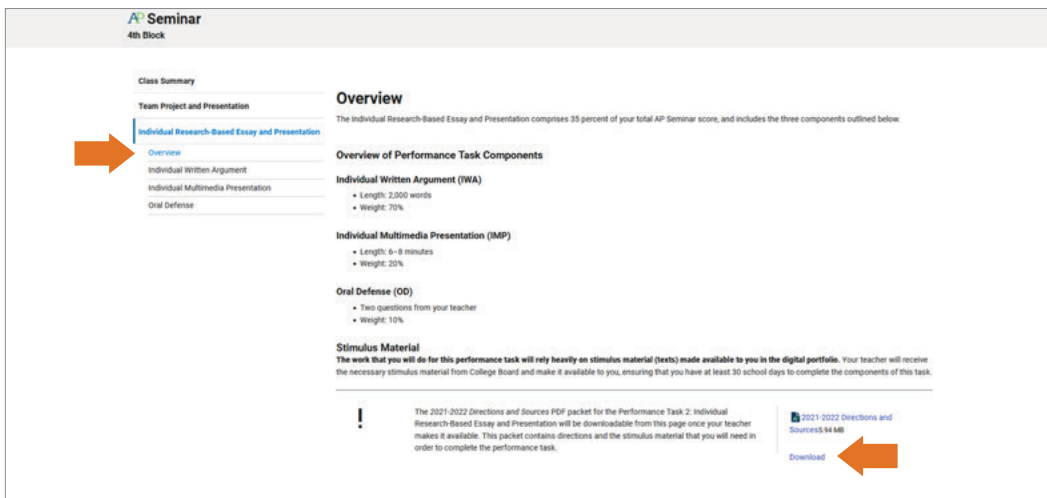 AP Seminar
4th Block
Class Summary
Team Project and Presentation
Individual Research-Based Essay and Presentation
Overview
Individual Written Argument
Individual Multimedia Presentation
Oral Defense
Overview
The Individual Research-Based Essay and Presentation comprises 35 percent of your total AP Seminar score, and includes the three components outlined below.
Overview of Performance Task Components
Individual Written Argument (IWA)
• Length: 2,000 words
• Weight: 70%
Individual Multimedia Presentation (IMP)
• Length: 6–8 minutes
• Weight: 20%
Oral Defense (OD)
• Two questions from your teacher
• Weight: 10%
Stimulus Material
The work that you will do for this performance task will rely heavily on stimulus material (texts) made available to you in the digital portfolio. Your teacher will receive
the necessary stimulus material from College Board and make it available to you, ensuring that you have at least 30 school days to complete the components of this task.
!
The 2021-2022 Directions and Sources PDF packet for the Performance Task 2: Individual
Research-Based Essay and Presentation will be downloadable from this page once your teacher
makes it available. This packet contains directions and the stimulus material that you will need in
order to complete the performance task.
2021-2022 Directions and
Sources5.94 MB
Download